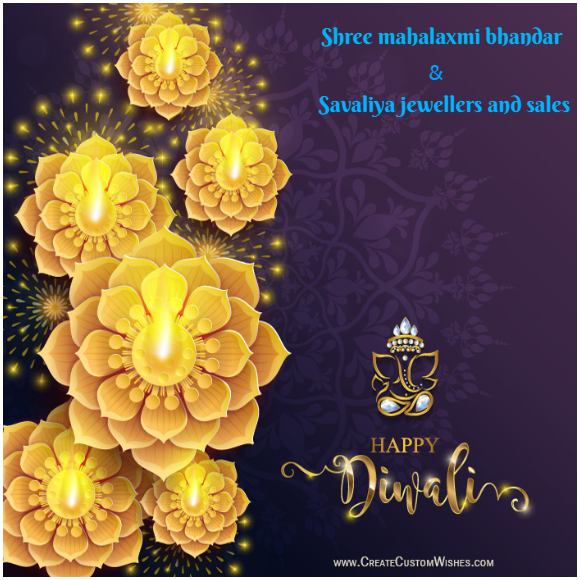 Shree mahalaxmi bhandar
&
Savaliya jewellers and sales
HAPPY
Diwali
www.CreateCustomWishes.com